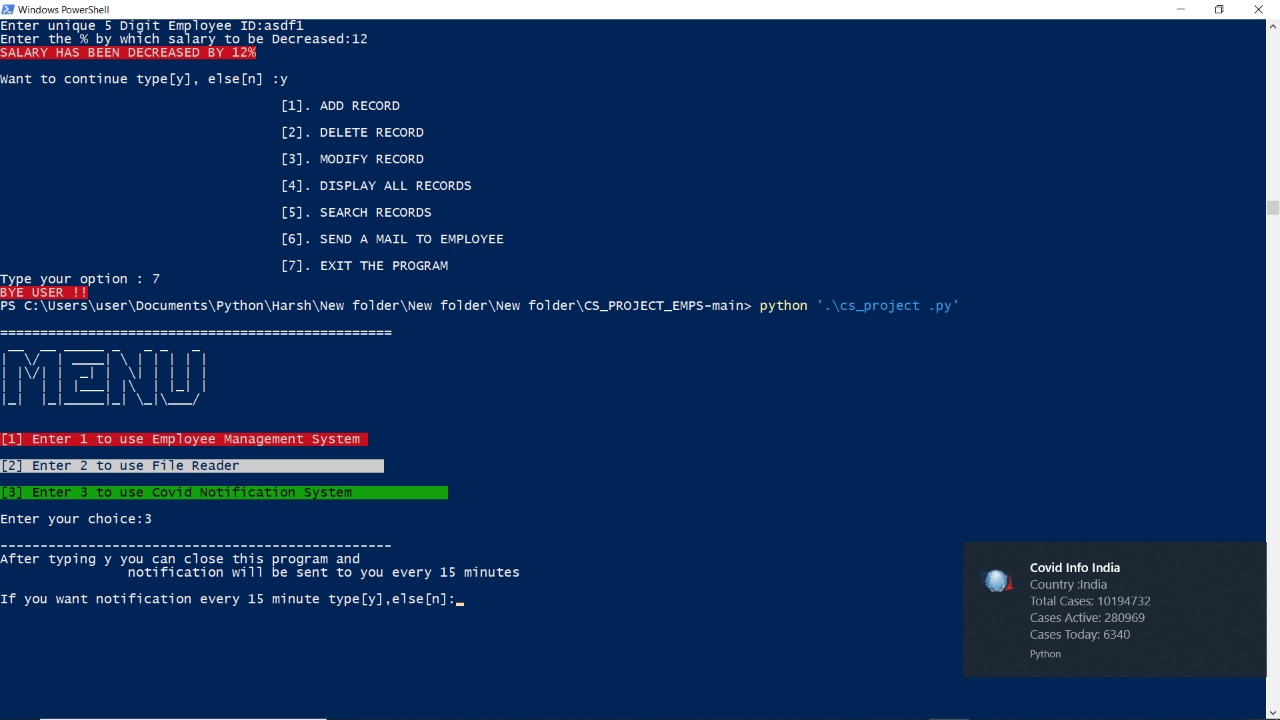 Windows PowerShell
Enter unique 5 Digit Employee ID:asdf1
Enter the % by which salary to be Decreased:12
SALARY HAS BEEN DECREASED BY 12%
Want to continue type[y], else[n] :y
[1]. ADD RECORD
[2]. DELETE RECORD
[3]. MODIFY RECORD
[4]. DISPLAY ALL RECORDS
[5]. SEARCH RECORDS
[6]. SEND A MAIL TO EMPLOYEE
[7]. EXIT THE PROGRAM
Type your option : 7
BYE USER !!
PS C:\Users\user\Documents\Python\Harsh\New folder\New folder\New folder\CS_PROJECT_EMPS-main> python '.\cs_project .py'
=================================================
MENU
[1] Enter 1 to use Employee Management System
[2] Enter 2 to use File Reader
[3] Enter 3 to use Covid Notification System
Enter your choice:3
-------------------------------------------------
After typing y you can close this program and
notification will be sent to you every 15 minutes
If you want notification every 15 minute type[y],else[n]:
Covid Info India
Country :India
Total Cases: 10194732
Cases Active: 280969
Cases Today: 6340
Python